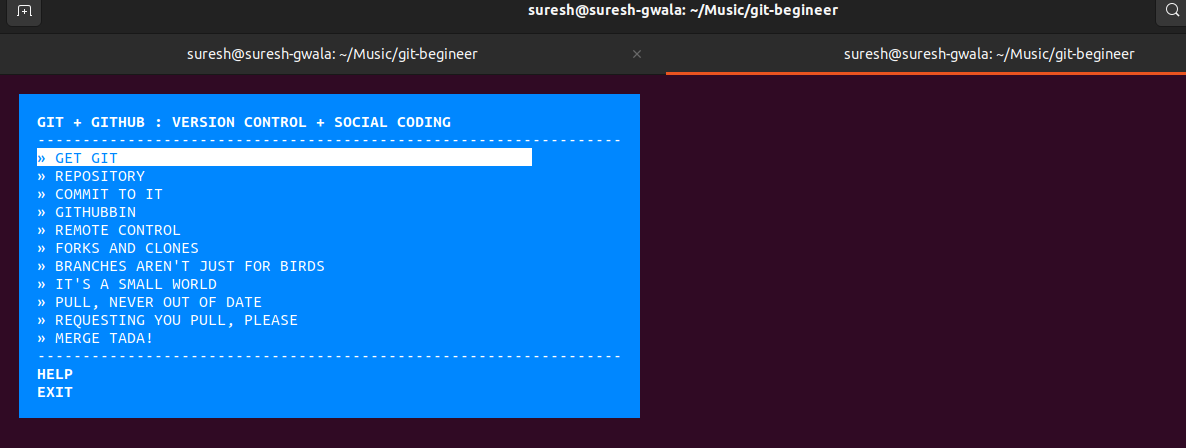 suresh@suresh-gwala: ~/Music/git-begineer
suresh@suresh-gwala: ~/Music/git-begineer × suresh@suresh-gwala: ~/Music/git-begineer
GIT + GITHUB : VERSION CONTROL + SOCIAL CODING
-----------------------------------------------------------------
» GET GIT
» REPOSITORY
» COMMIT TO IT
» GITHUBBIN
» REMOTE CONTROL
» FORKS AND CLONES
» BRANCHES AREN'T JUST FOR BIRDS
» IT'S A SMALL WORLD
» PULL, NEVER OUT OF DATE
» REQUESTING YOU PULL, PLEASE
» MERGE TADA!
-----------------------------------------------------------------
HELP
EXIT